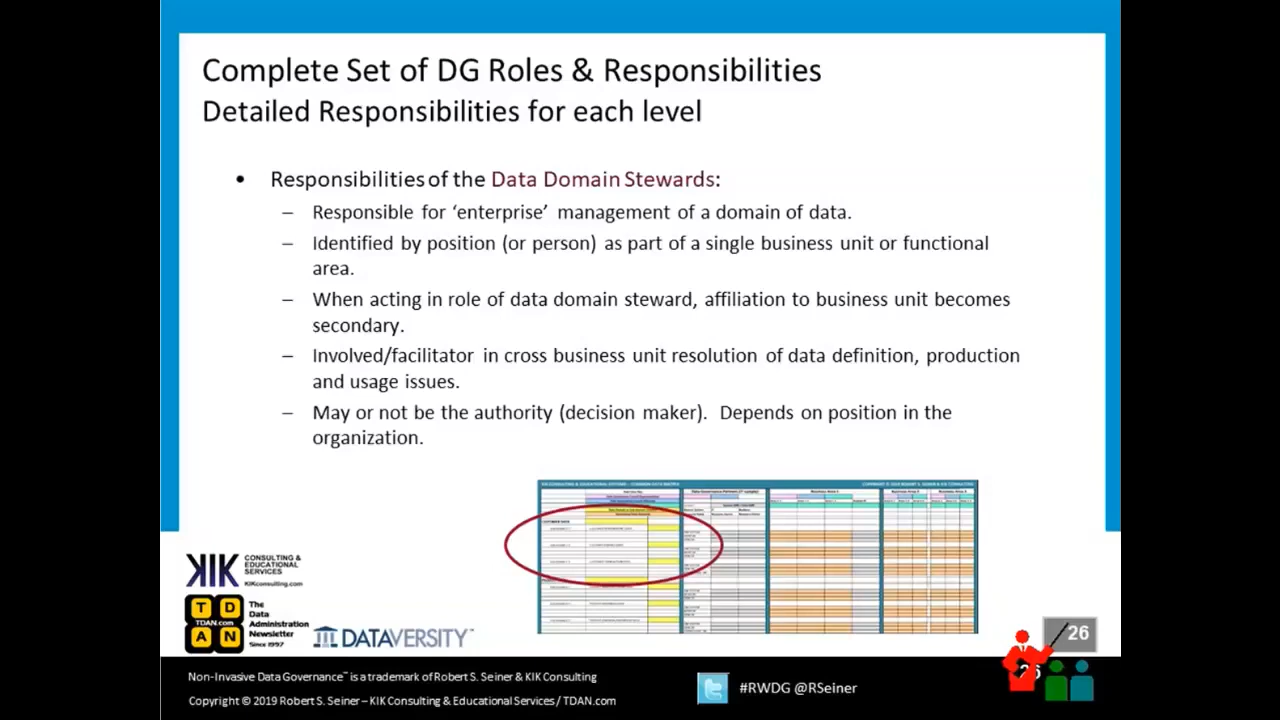 Complete Set of DG Roles & Responsibilities
Detailed Responsibilities for each level
• Responsibilities of the Data Domain Stewards:
– Responsible for ‘enterprise’ management of a domain of data.
– Identified by position (or person) as part of a single business unit or functional
area.
– When acting in role of data domain steward, affiliation to business unit becomes
secondary.
– Involved/facilitator in cross business unit resolution of data definition, production
and usage issues.
– May or not be the authority (decision maker). Depends on position in the
organization.
KIK CONSULTING &
EDUCATIONAL
SERVICES
KIKconsulting.com
T D
TDAN.com
A N
The
Data
Administration
Newsletter
Since 1997
DATAVERSITY™
26
Non-Invasive Data Governance™ is a trademark of Robert S. Seiner & KIK Consulting
Copyright © 2019 Robert S. Seiner – KIK Consulting & Educational Services / TDAN.com
#RWDG @RSeiner